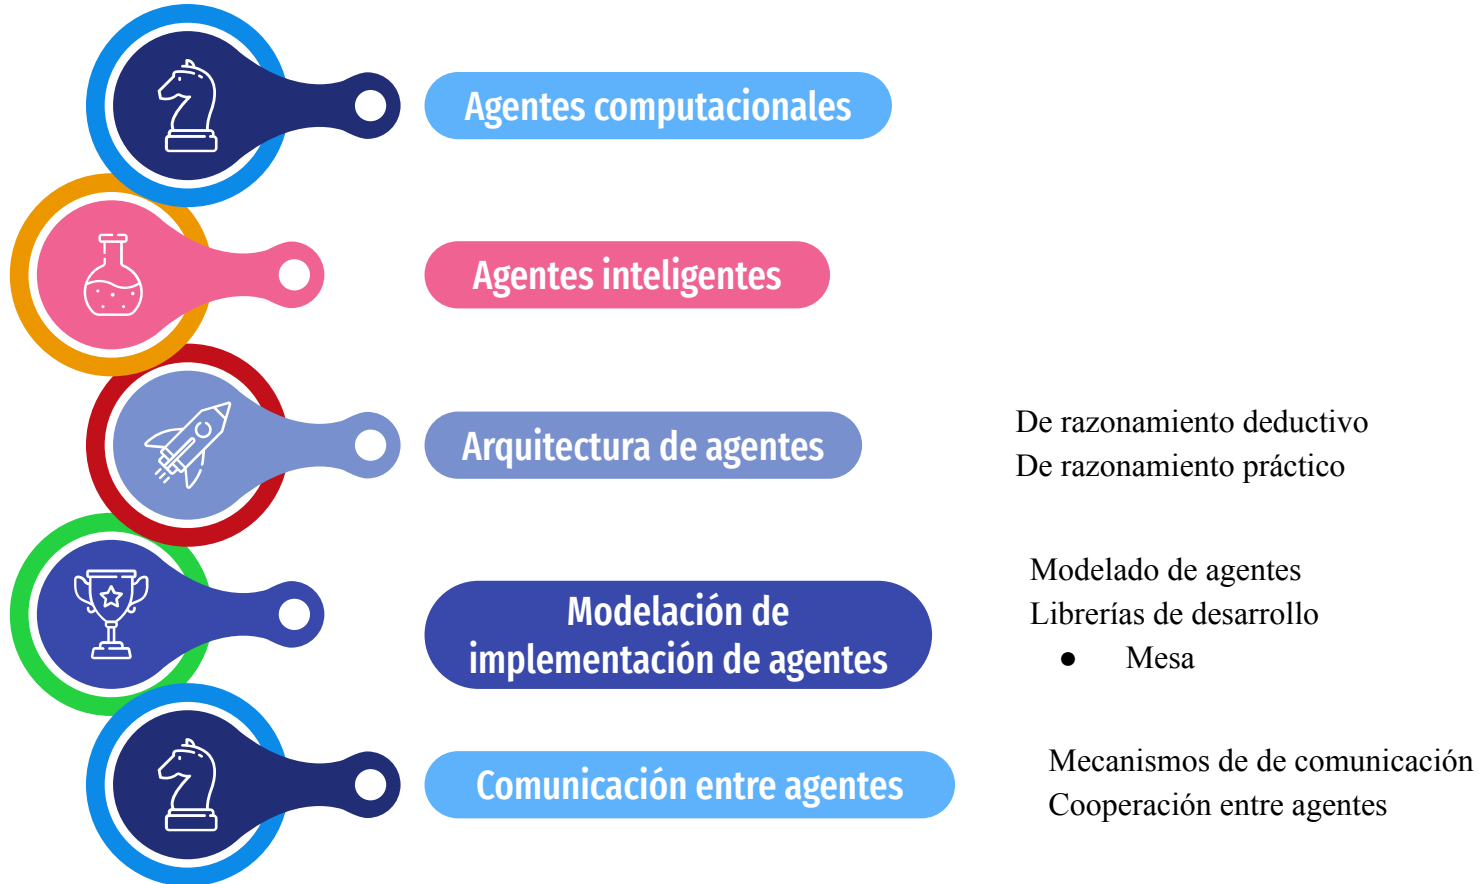 Agentes computacionales
Agentes inteligentes
Arquitectura de agentes
De razonamiento deductivo
De razonamiento práctico
Modelación de
implementación de agentes
Modelado de agentes
Librerías de desarrollo
● Mesa
Comunicación entre agentes
Mecanismos de de comunicación
Cooperación entre agentes